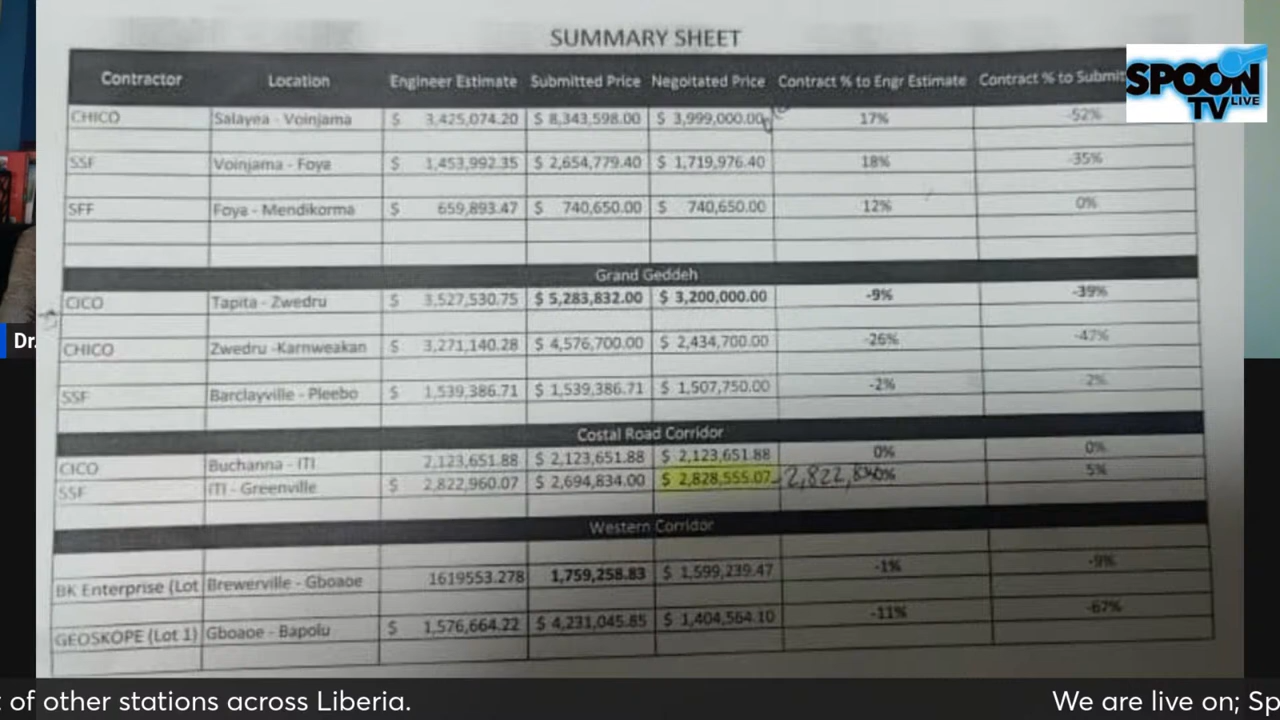 SUMMARY SHEET
Contractor Location Engineer Estimate Submitted Price Negoitated Price Contract % to Engr Estimate Contract % to Submit
SPOON
TV LIVE
CHICO Salayea - Voinjama $ 3,425,074.20 $ 8,343,598.00 $ 3,999,000.00 17% -52%
SSF Voinjama - Foya $ 1,453,992.35 $ 2,654,779.40 $ 1,719,976.40 18% -35%
SFF Foya - Mendikorma $ 659,893.47 $ 740,650.00 $ 740,650.00 12% 0%
Grand Geddeh
CICO Tapita - Zwedru $ 3,527,530.75 $ 5,283,832.00 $ 3,200,000.00 -9% -39%
CHICO Zwedru -Karnweakan $ 3,271,140.28 $ 4,576,700.00 $ 2,434,700.00 -26% -47%
SSF Barclayville - Pleebo $ 1,539,386.71 $ 1,539,386.71 $ 1,507,750.00 -2% -2%
Costal Road Corridor
CICO Buchanna - ITI 2,123,651.88 $ 2,123,651.88 $ 2,123,651.88 0% 0%
SSF ITI - Greenville $ 2,822,960.07 $ 2,694,834.00 $ 2,828,555.07 0% 5%
Western Corridor
BK Enterprise (Lot Brewerville - Gboaoe 1619553.278 1,759,258.83 $ 1,599,239.47 -1% -9%
GEOSKOPE (Lot 1) Gboaoe - Bapolu $ 1,576,664.22 $ 4,231,045.85 $ 1,404,564.10 -11% -67%
Dr.
of other stations across Liberia. We are live on; Sp